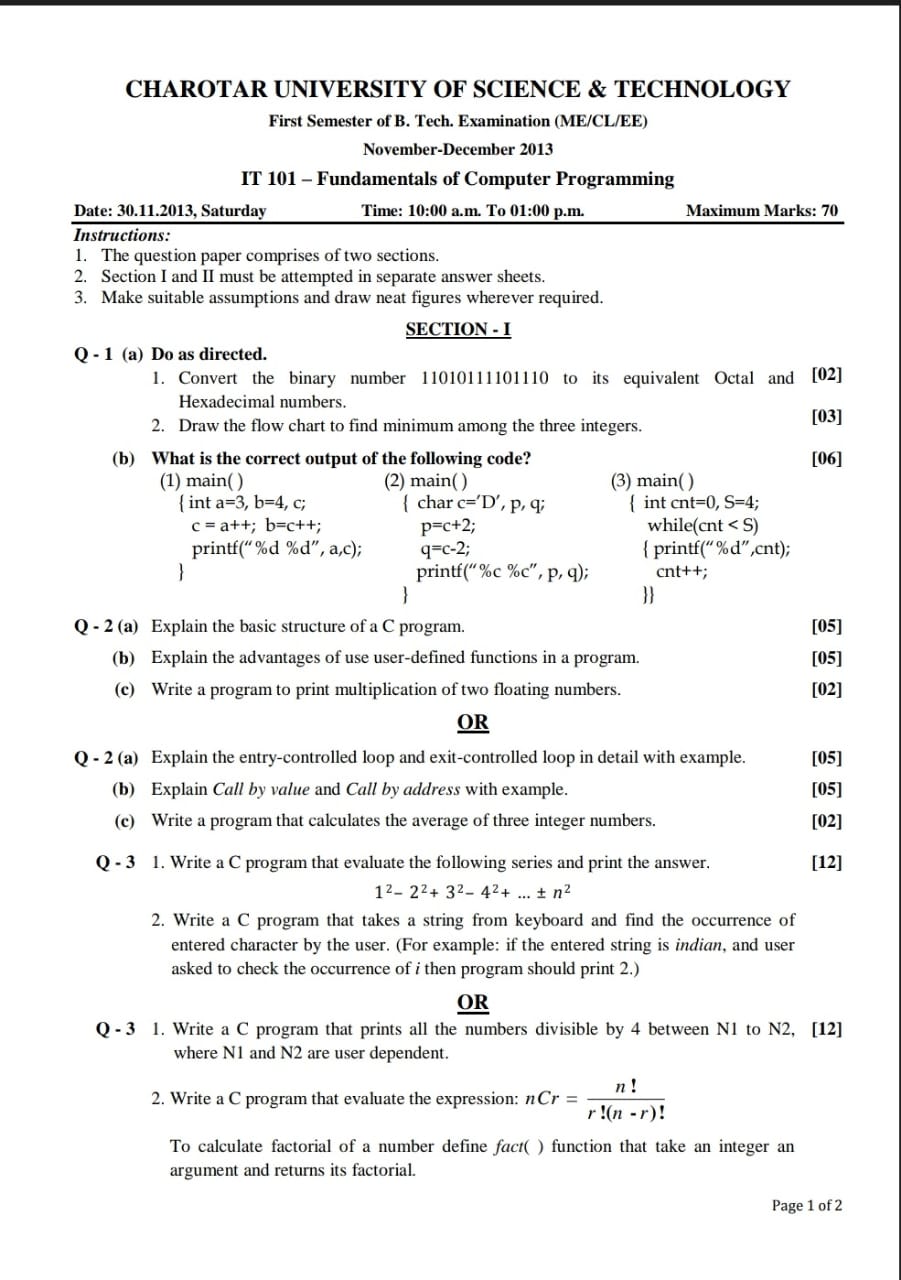 CHAROTAR UNIVERSITY OF SCIENCE & TECHNOLOGY
First Semester of B. Tech. Examination (ME/CL/EE)
November-December 2013
IT 101 – Fundamentals of Computer Programming
Date: 30.11.2013, Saturday Time: 10:00 a.m. To 01:00 p.m. Maximum Marks: 70
Instructions:
1. The question paper comprises of two sections.
2. Section I and II must be attempted in separate answer sheets.
3. Make suitable assumptions and draw neat figures wherever required.
SECTION - I
Q - 1 (a) Do as directed.
1. Convert the binary number 11010111101110 to its equivalent Octal and [02]
Hexadecimal numbers.
2. Draw the flow chart to find minimum among the three integers. [03]
(b) What is the correct output of the following code? [06]
(1) main( ) (2) main( ) (3) main( )
{ int a=3, b=4, c; { char c='D', p, q; { int cnt=0, S=4;
c = a++; b=c++; p=c+2; while(cnt < S)
printf("%d %d", a,c); q=c-2; { printf("%d",cnt);
} printf("%c %c", p, q); cnt++;
} }}
Q - 2 (a) Explain the basic structure of a C program. [05]
(b) Explain the advantages of use user-defined functions in a program. [05]
(c) Write a program to print multiplication of two floating numbers. [02]
OR
Q - 2 (a) Explain the entry-controlled loop and exit-controlled loop in detail with example. [05]
(b) Explain Call by value and Call by address with example. [05]
(c) Write a program that calculates the average of three integer numbers. [02]
Q - 3 1. Write a C program that evaluate the following series and print the answer. [12]
1²– 2²+ 3²– 4²+ ... ± n²
2. Write a C program that takes a string from keyboard and find the occurrence of
entered character by the user. (For example: if the entered string is indian, and user
asked to check the occurrence of i then program should print 2.)
OR
Q - 3 1. Write a C program that prints all the numbers divisible by 4 between N1 to N2, [12]
where N1 and N2 are user dependent.
2. Write a C program that evaluate the expression: nCr = n ! / r !(n - r)!
To calculate factorial of a number define fact( ) function that take an integer an
argument and returns its factorial.
Page 1 of 2